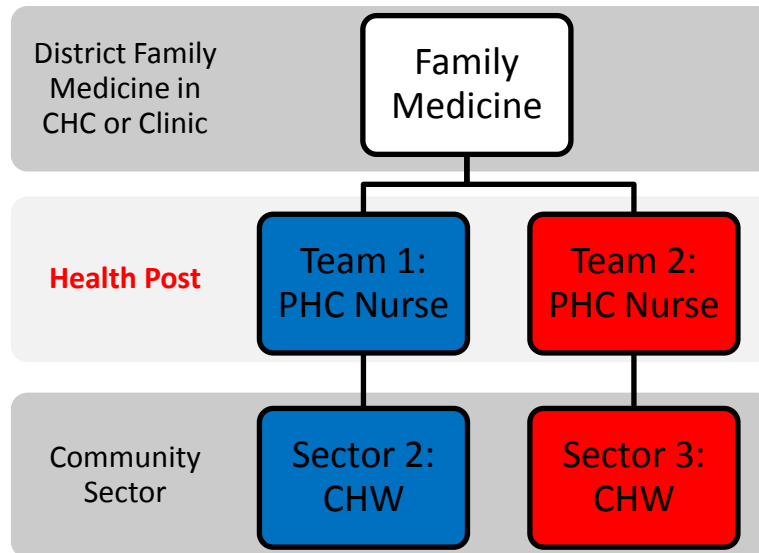 District Family
Medicine in
CHC or Clinic
Family
Medicine
Health Post
Team 1:
PHC Nurse
Team 2:
PHC Nurse
Community
Sector
Sector 2:
CHW
Sector 3:
CHW